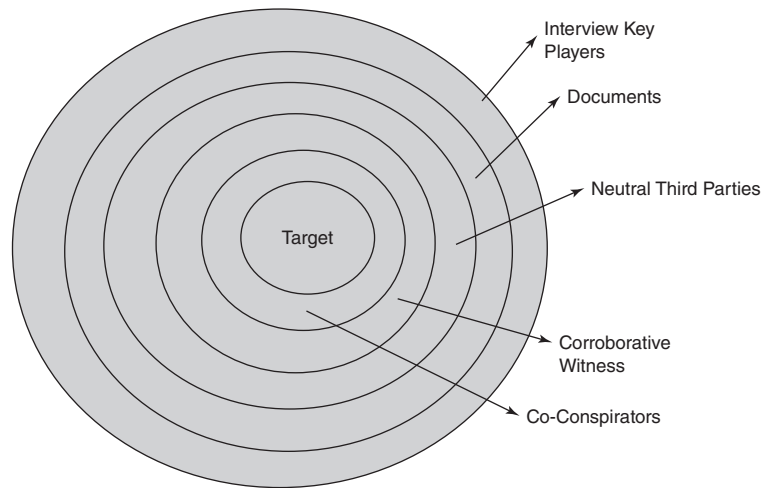 Interview Key
Players
Documents
Neutral Third Parties
Target
Corroborative
Witness
Co-Conspirators